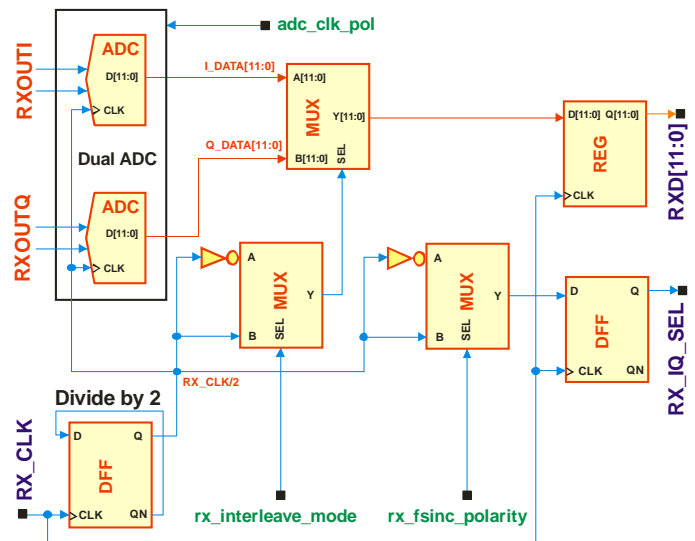 adc_clk_pol
ADC
D[11:0]
CLK
RXOUTI
I_DATA[11:0]
A[11:0]
MUX
Y[11:0]
SEL
B[11:0]
Q_DATA[11:0]
D[11:0]
Q[11:0]
REG
CLK
RXD[11:0]
Dual ADC
ADC
D[11:0]
CLK
RXOUTQ
A
MUX
Y
SEL
B
A
MUX
Y
SEL
B
D
Q
DFF
CLK
QN
RX_IQ_SEL
RX_CLK/2
Divide by 2
D
Q
DFF
CLK
QN
RX_CLK
rx_interleave_mode
rx_fsinc_polarity